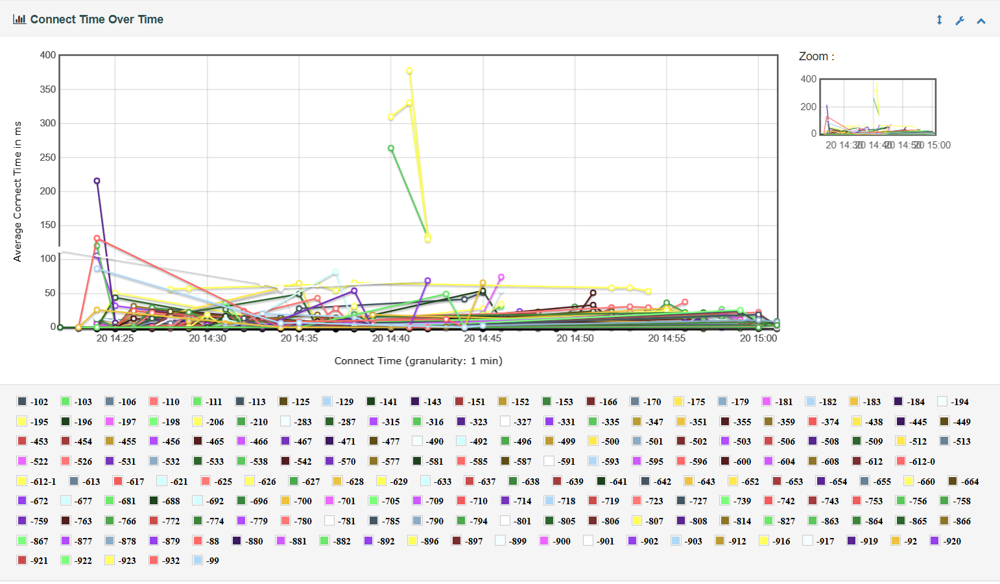 Connect Time Over Time
Zoom :
400
350
300
250
200
150
100
50
0
Average Connect Time in ms
20 14:25 20 14:30 20 14:35 20 14:40 20 14:45 20 14:50 20 14:55 20 15:00
Connect Time (granularity: 1 min)
400
200
0
20 14:30 20 14:40 20 14:50 20 15:00
-102 -103 -106 -110 -111 -113 -125 -129 -141 -143 -151 -152 -153 -166 -170 -175 -179 -181 -182 -183 -184 -194
-195 -196 -197 -198 -206 -210 -283 -287 -315 -316 -323 -327 -331 -335 -347 -351 -355 -359 -374 -438 -445 -449
-453 -454 -455 -456 -465 -466 -467 -471 -477 -490 -492 -496 -499 -500 -501 -502 -503 -506 -508 -509 -512 -513
-522 -526 -531 -532 -533 -538 -542 -570 -577 -581 -585 -587 -591 -593 -595 -596 -600 -604 -608 -612 -612-0
-612-1 -613 -617 -621 -625 -626 -627 -628 -629 -633 -637 -638 -639 -641 -642 -643 -652 -653 -654 -655 -660 -664
-672 -677 -681 -688 -692 -696 -700 -701 -705 -709 -710 -714 -718 -719 -723 -727 -739 -742 -743 -753 -756 -758
-759 -763 -766 -772 -774 -779 -780 -781 -785 -790 -794 -801 -805 -806 -807 -808 -814 -827 -863 -864 -865 -866
-867 -877 -878 -879 -88 -880 -881 -882 -892 -896 -897 -899 -900 -901 -902 -903 -912 -916 -917 -919 -92 -920
-921 -922 -923 -932 -99